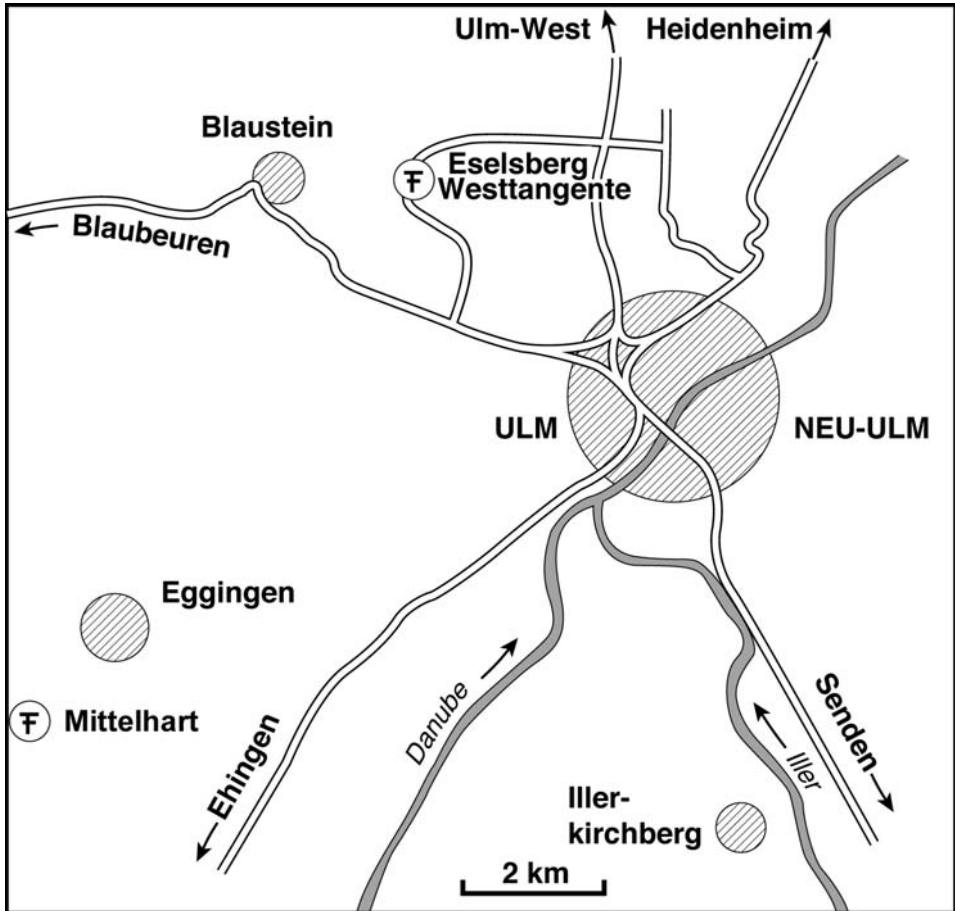 Ulm-West
Heidenheim
Blaustein
Eselsberg
Westtangente
Blaubeuren
ULM
NEU-ULM
Eggingen
Mittelhart
Ehingen
Danube
Iller
Senden
Iller-
kirchberg
2 km